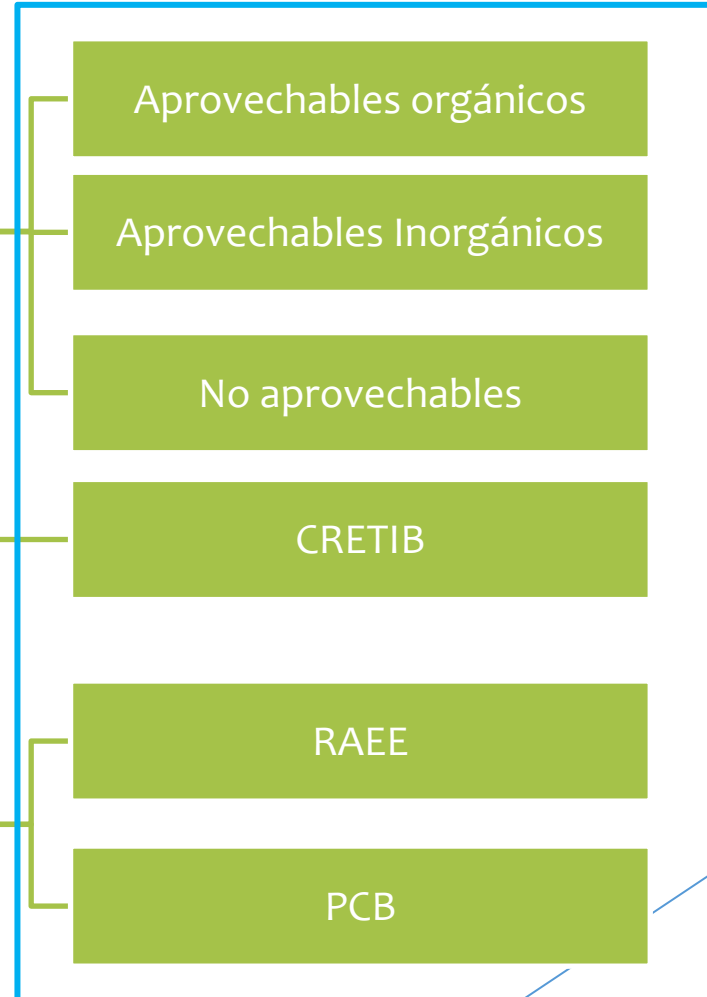 Aprovechables orgánicos
Aprovechables Inorgánicos
No aprovechables
CRETIB
RAEE
PCB